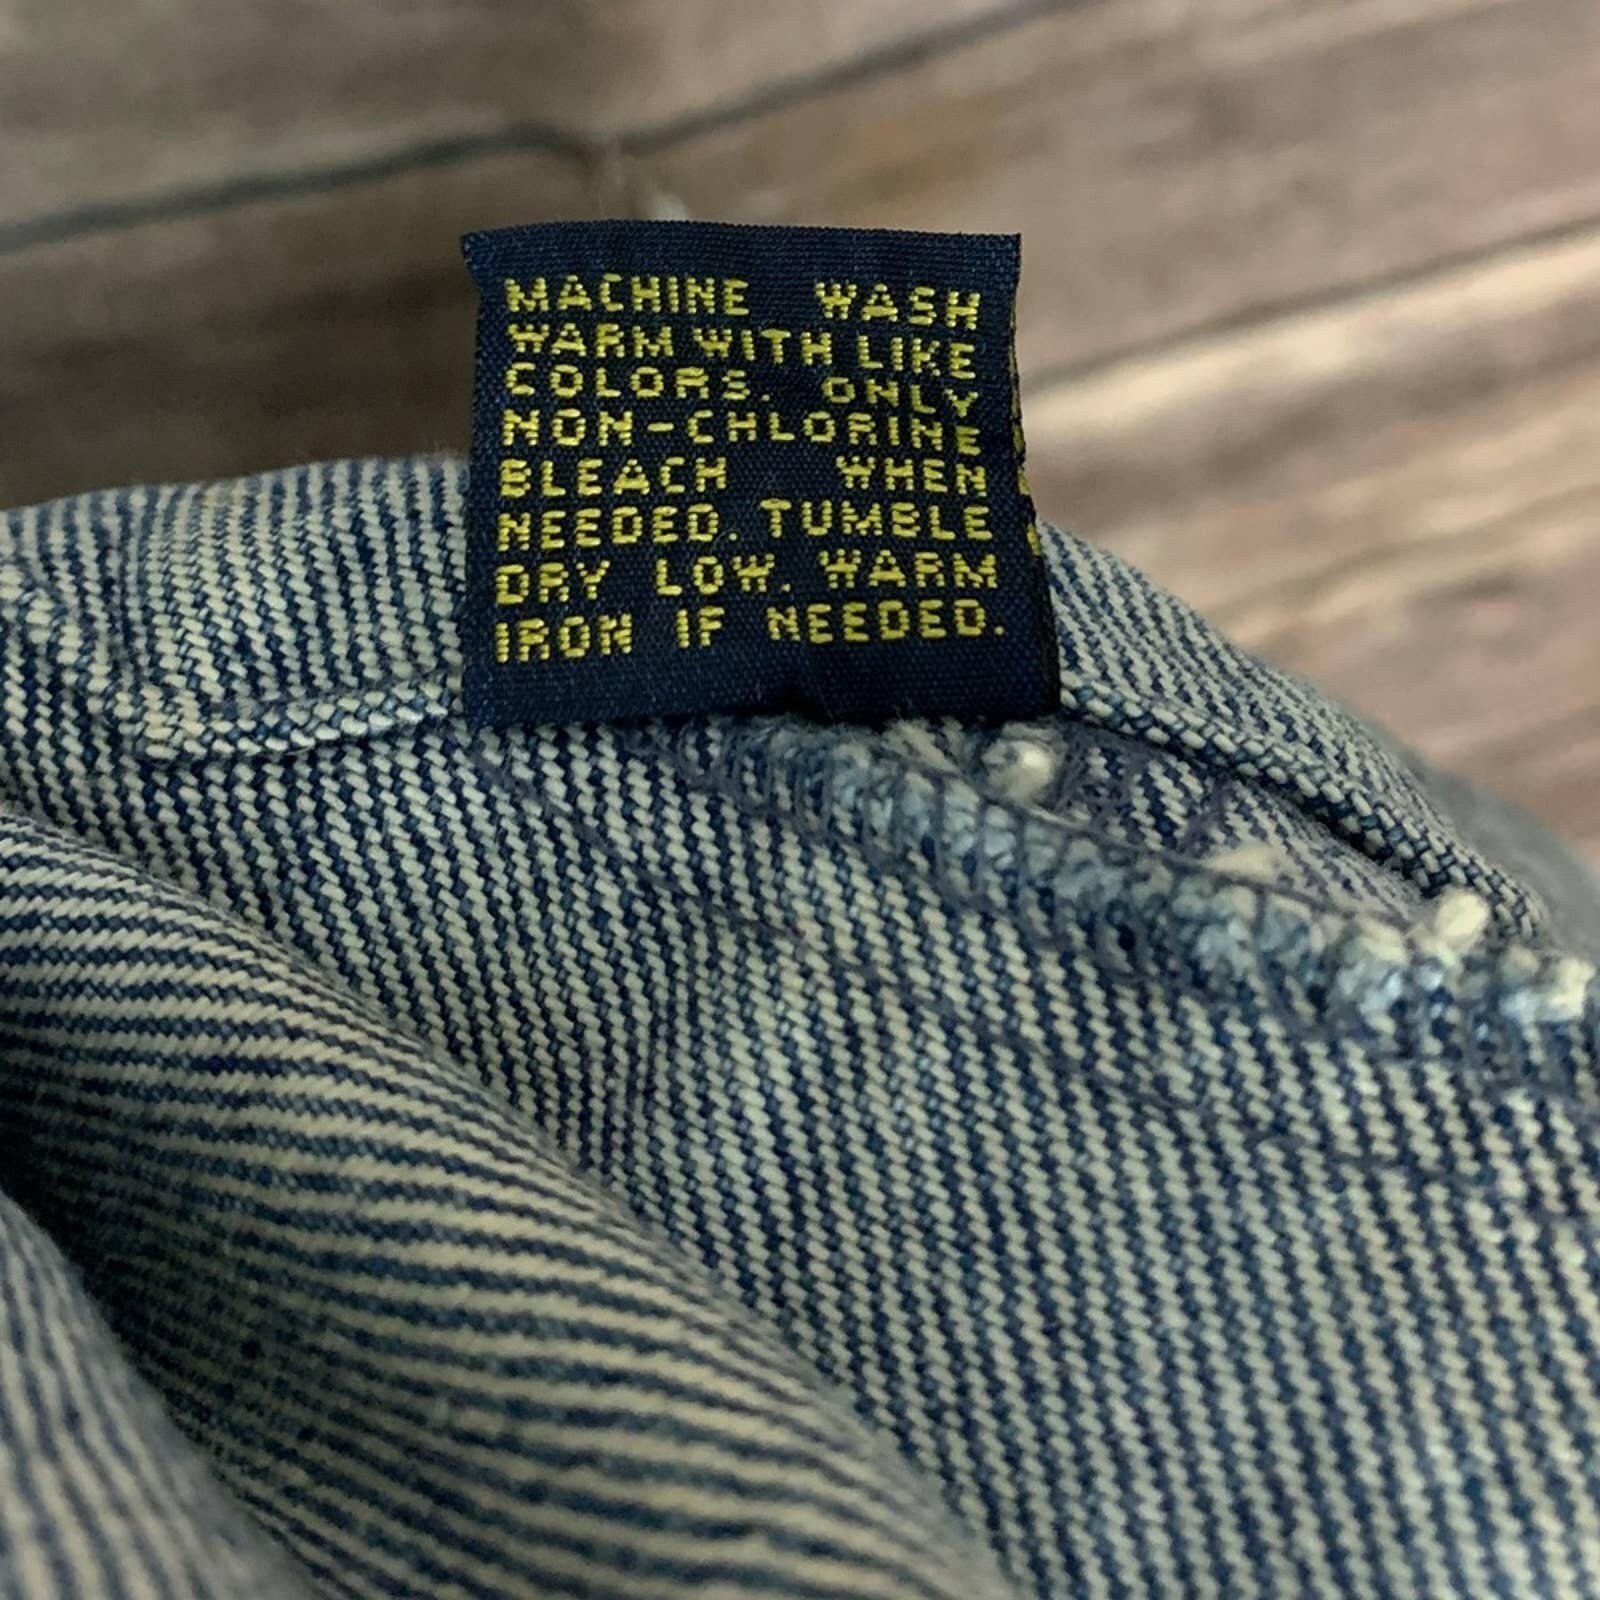 MACHINE WASH
WARM WITH LIKE
COLORS. ONLY
NON-CHLORINE
BLEACH WHEN
NEEDED. TUMBLE
DRY LOW. WARM
IRON IF NEEDED.